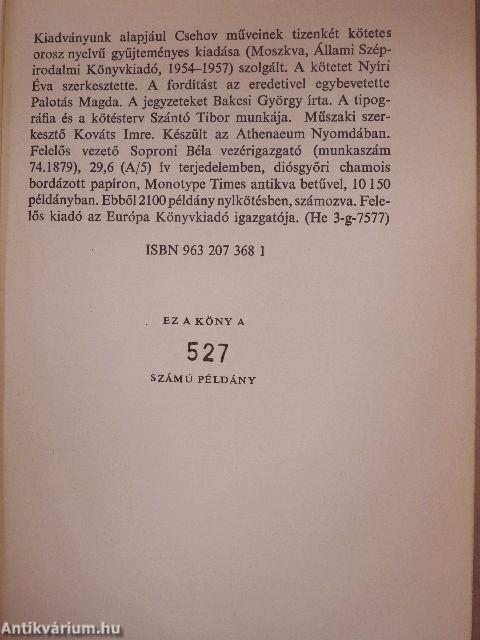 Kiadványunk alapjául Csehov műveinek tizenkét kötetes
orosz nyelvű gyűjteményes kiadása (Moszkva, Állami Szép-
irodalmi Könyvkiadó, 1954–1957) szolgált. A kötetet Nyíri
Éva szerkesztette. A fordítást az eredetivel egybevetette
Palotás Magda. A jegyzeteket Bakcsi György írta. A tipog-
ráfia és a kötésterv Szántó Tibor munkája. Műszaki szer-
kesztő Kováts Imre. Készült az Athenaeum Nyomdában.
Felelős vezető Soproni Béla vezérigazgató (munkaszám
74.1879), 29,6 (A/5) ív terjedelemben, diósgyőri chamois
bordázott papíron, Monotype Times antikva betűvel, 10 150
példányban. Ebből 2100 példány nylkötésben, számozva. Fele-
lős kiadó az Európa Könyvkiadó igazgatója. (He 3-g-7577)
ISBN 963 207 368 1
EZ A KÖNY A
527
SZÁMÚ PÉLDÁNY
Antikvárium.hu